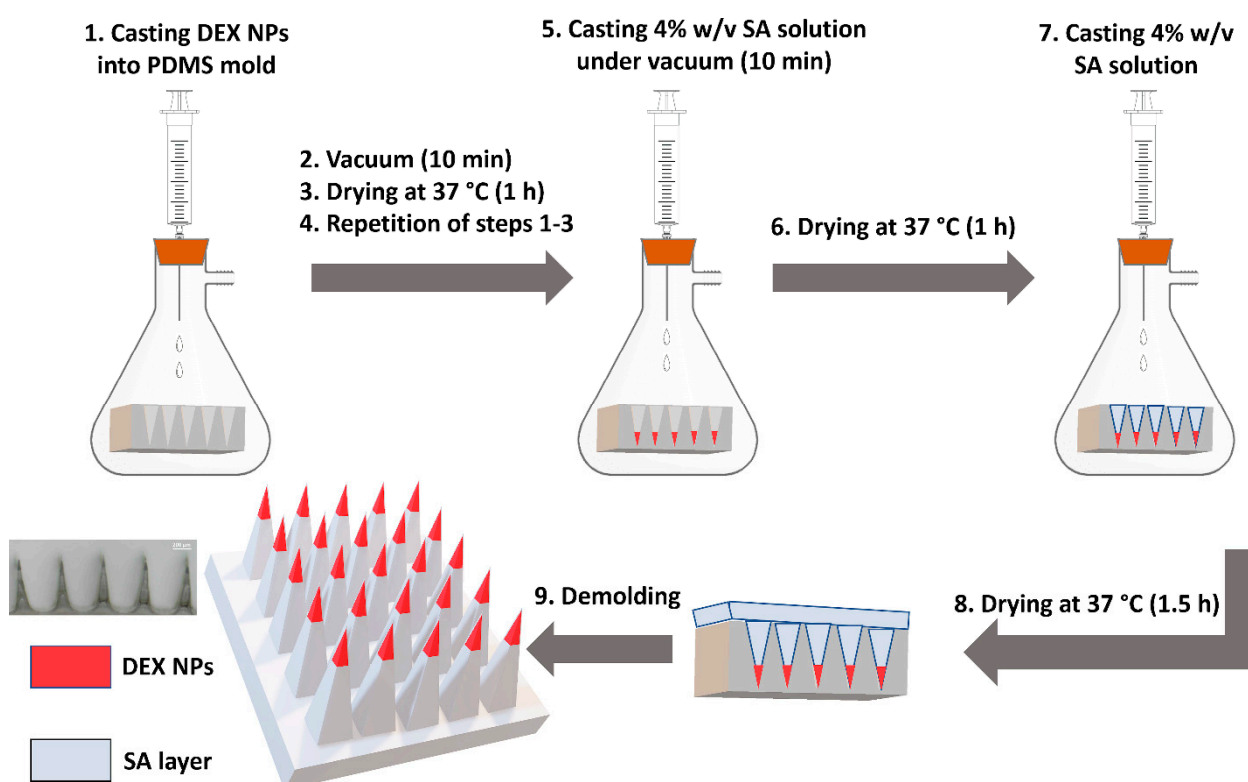 1. Casting DEX NPs
into PDMS mold
2. Vacuum (10 min)
3. Drying at 37 °C (1 h)
4. Repetition of steps 1-3
5. Casting 4% w/v SA solution
under vacuum (10 min)
6. Drying at 37 °C (1 h)
7. Casting 4% w/v
SA solution
8. Drying at 37 °C (1.5 h)
9. Demolding
DEX NPs
SA layer